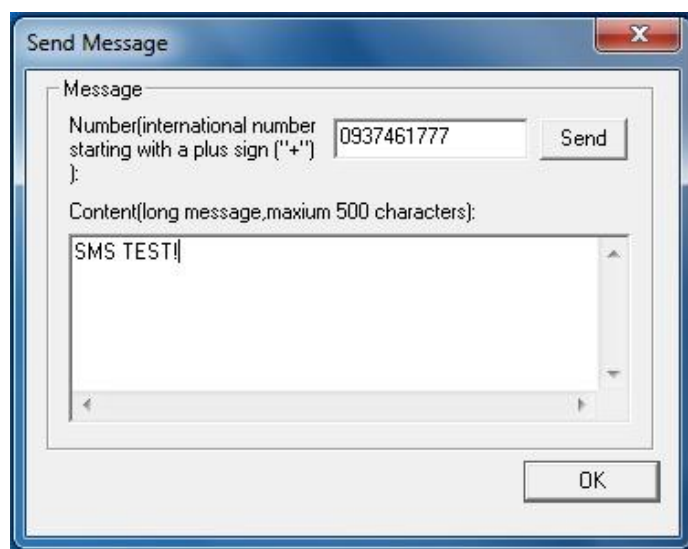 Send Message
Message
Number(international number
starting with a plus sign ("+")
):
0937461777
Send
Content(long message,maxium 500 characters):
SMS TEST!
OK